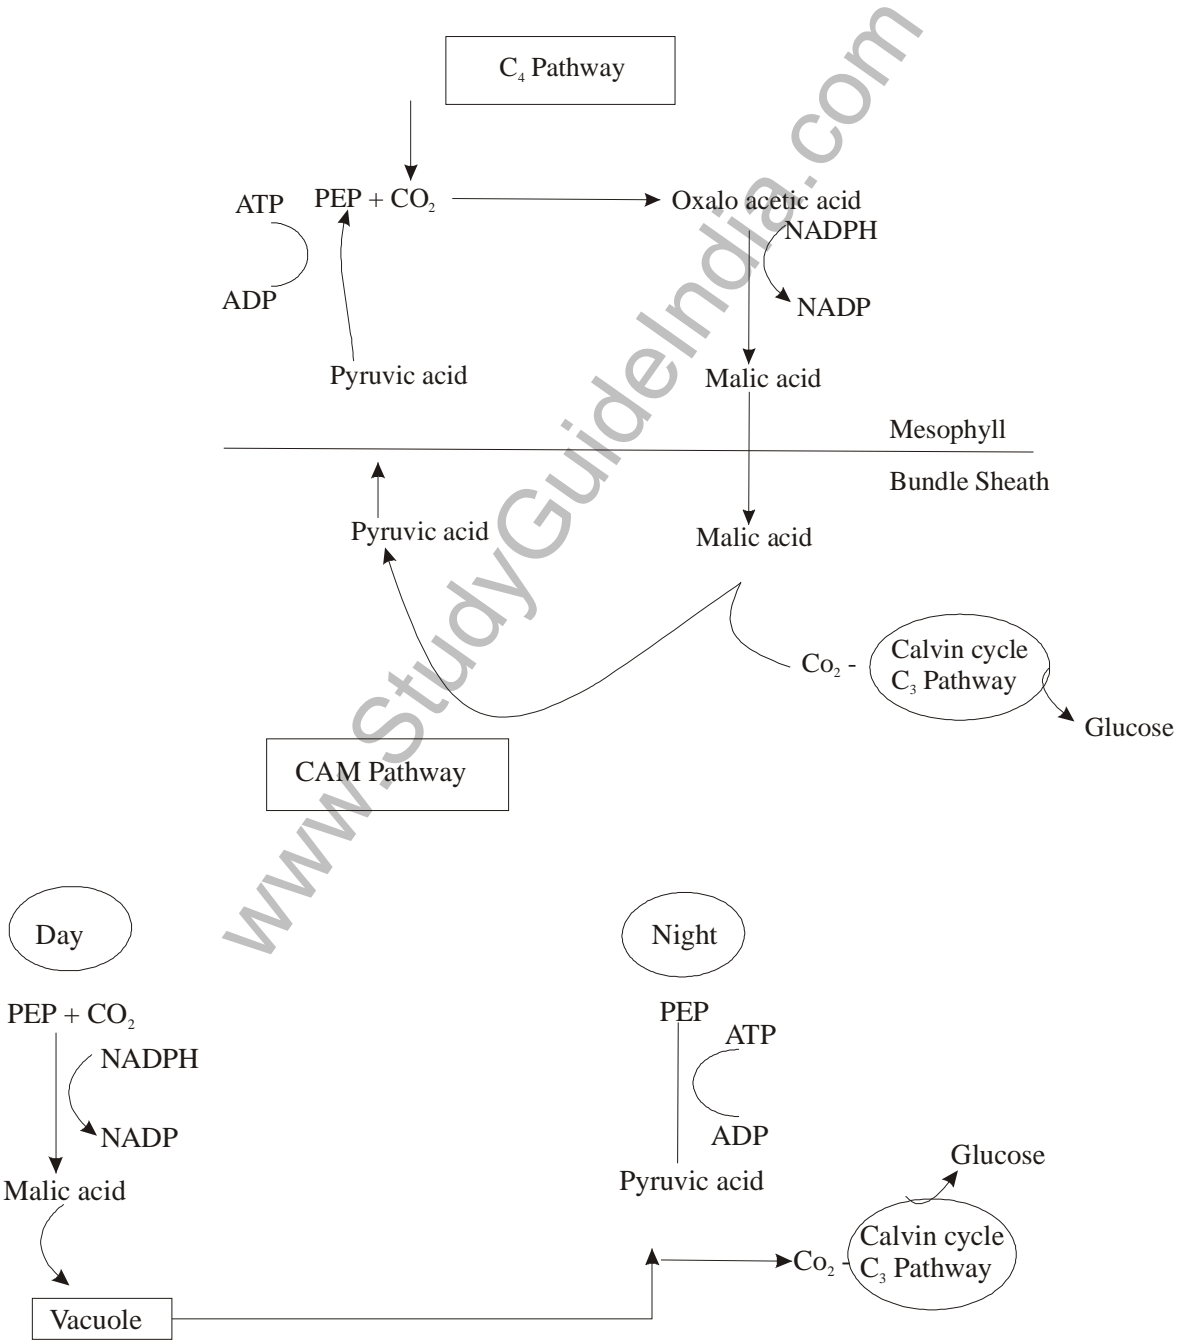 C₄ Pathway
ATP
PEP + CO₂
Oxalo acetic acid
NADPH
ADP
NADP
Pyruvic acid
Malic acid
Mesophyll
Bundle Sheath
Pyruvic acid
Malic acid
Co₂ -
Calvin cycle
C₃ Pathway
Glucose
CAM Pathway
Day
Night
PEP + CO₂
NADPH
NADP
Malic acid
Vacuole
PEP
ATP
ADP
Pyruvic acid
Glucose
Co₂ -
Calvin cycle
C₃ Pathway
www.StudyGuideIndia.com